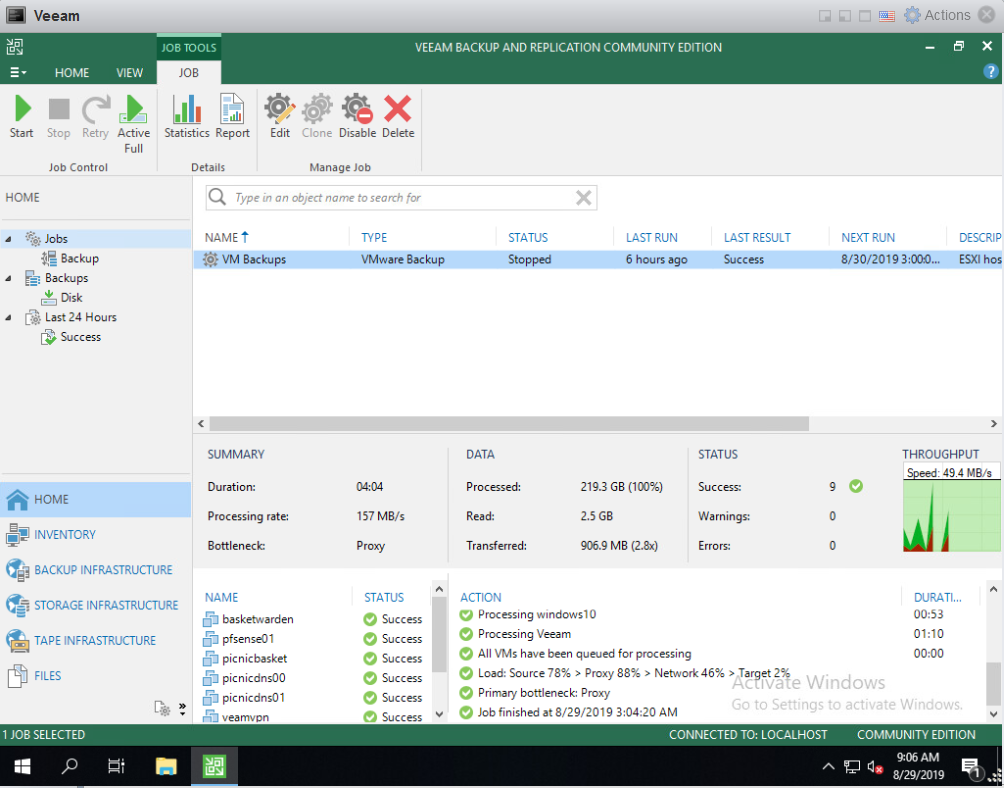 Veeam
Actions
JOB TOOLS
VEEAM BACKUP AND REPLICATION COMMUNITY EDITION
HOME VIEW JOB
Start Stop Retry Active Full
Statistics Report
Edit Clone Disable Delete
Job Control Details Manage Job
HOME
Type in an object name to search for
Jobs
Backup
Backups
Disk
Last 24 Hours
Success
NAME TYPE STATUS LAST RUN LAST RESULT NEXT RUN DESCRIP
VM Backups VMware Backup Stopped 6 hours ago Success 8/30/2019 3:00:0... ESXI hos
HOME
INVENTORY
BACKUP INFRASTRUCTURE
STORAGE INFRASTRUCTURE
TAPE INFRASTRUCTURE
FILES
SUMMARY
Duration: 04:04
Processing rate: 157 MB/s
Bottleneck: Proxy
DATA
Processed: 219.3 GB (100%)
Read: 2.5 GB
Transferred: 906.9 MB (2.8x)
STATUS
Success: 9
Warnings: 0
Errors: 0
THROUGHPUT
Speed: 49.4 MB/s
NAME STATUS
basketwarden Success
pfsense01 Success
picnicbasket Success
picnicdns00 Success
picnicdns01 Success
veamvpn Success
ACTION DURATI...
Processing windows10 00:53
Processing Veeam 01:10
All VMs have been queued for processing 00:00
Load: Source 78% > Proxy 88% > Network 46% > Target 2%
Primary bottleneck: Proxy
Job finished at 8/29/2019 3:04:20 AM
Activate Windows
Go to Settings to activate Windows.
1 JOB SELECTED
CONNECTED TO: LOCALHOST
COMMUNITY EDITION
9:06 AM
8/29/2019
1